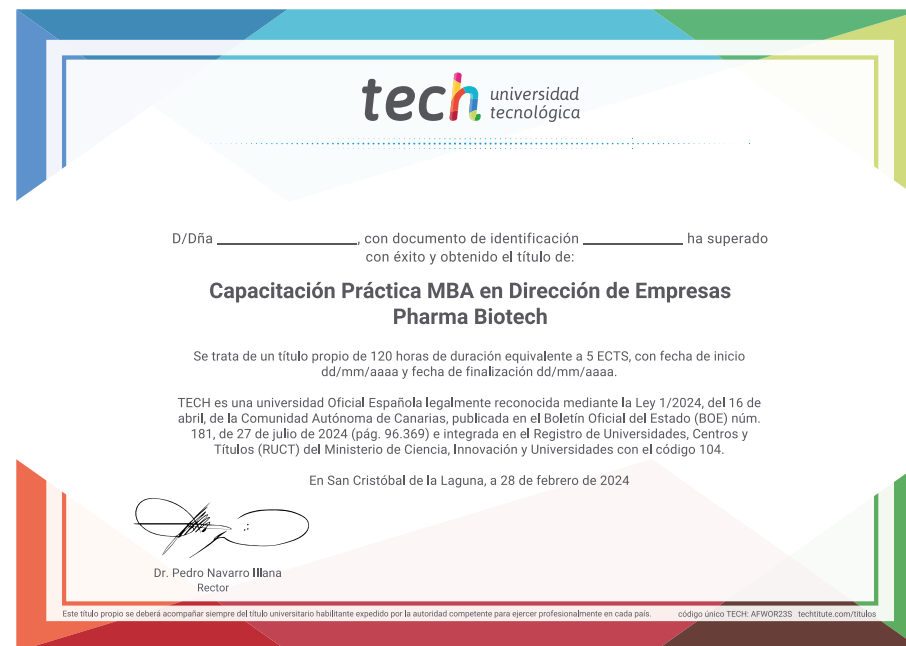 tech universidad
tecnológica
D/Dña ________________, con documento de identificación ____________ ha superado
con éxito y obtenido el título de:
Capacitación Práctica MBA en Dirección de Empresas
Pharma Biotech
Se trata de un título propio de 120 horas de duración equivalente a 5 ECTS, con fecha de inicio
dd/mm/aaaa y fecha de finalización dd/mm/aaaa.
TECH es una universidad Oficial Española legalmente reconocida mediante la Ley 1/2024, del 16 de
abril, de la Comunidad Autónoma de Canarias, publicada en el Boletín Oficial del Estado (BOE) núm.
181, de 27 de julio de 2024 (pág. 96.369) e integrada en el Registro de Universidades, Centros y
Títulos (RUCT) del Ministerio de Ciencia, Innovación y Universidades con el código 104.
En San Cristóbal de la Laguna, a 28 de febrero de 2024
Dr. Pedro Navarro Illana
Rector
Este título propio se deberá acompañar siempre del título universitario habilitante expedido por la autoridad competente para ejercer profesionalmente en cada país.
código único TECH: AFWOR23S techtitute.com/titulos